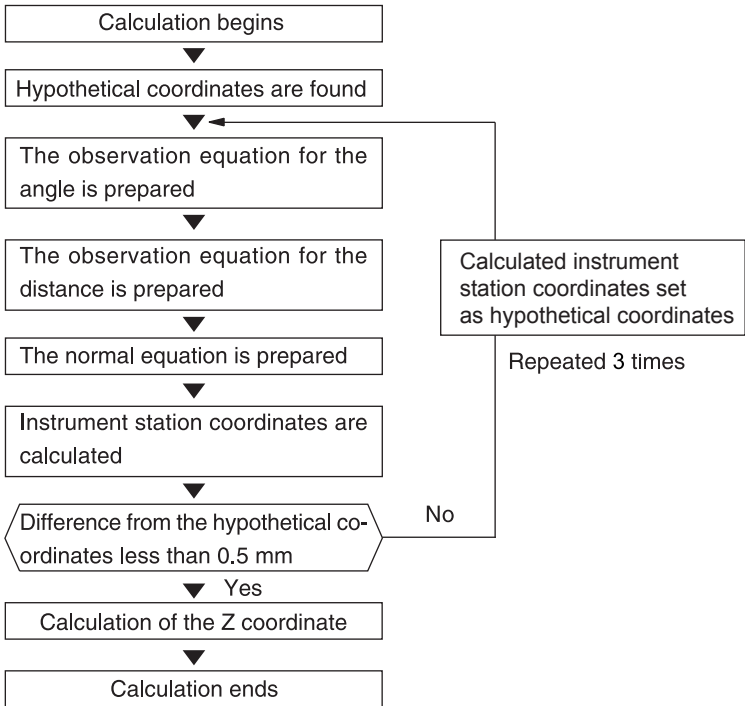 Calculation begins
Hypothetical coordinates are found
The observation equation for the
angle is prepared
The observation equation for the
distance is prepared
The normal equation is prepared
Instrument station coordinates are
calculated
Difference from the hypothetical co-
ordinates less than 0.5 mm
No
Calculated instrument
station coordinates set
as hypothetical coordinates
Repeated 3 times
Yes
Calculation of the Z coordinate
Calculation ends